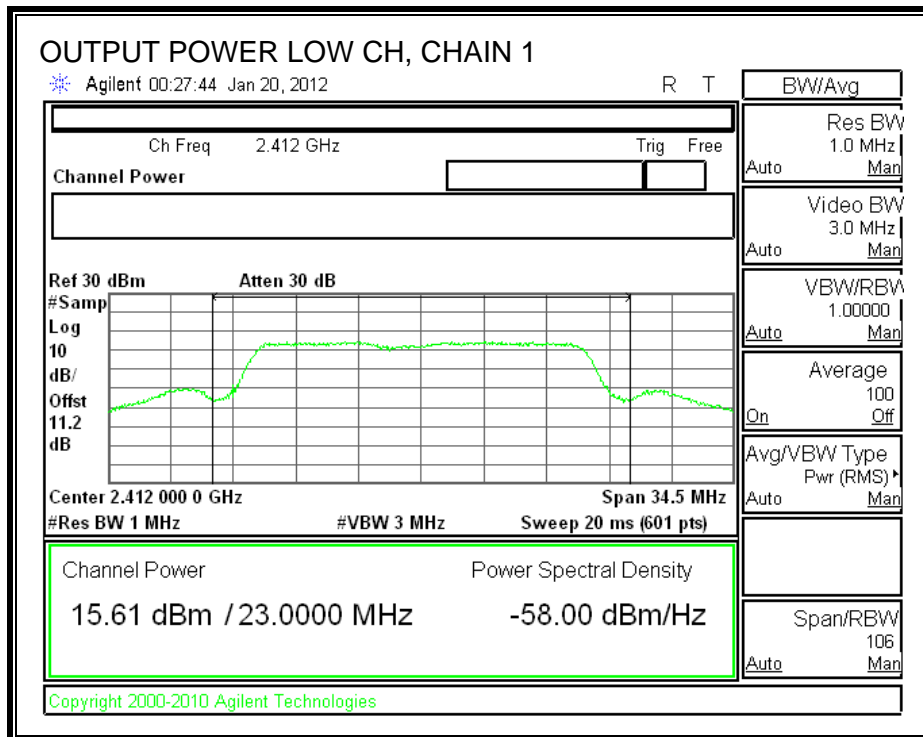 OUTPUT POWER LOW CH, CHAIN 1
Agilent 00:27:44 Jan 20, 2012 R T
BW/Avg
Ch Freq 2.412 GHz Trig Free
Channel Power
Res BW
1.0 MHz
Auto Man
Video BW
3.0 MHz
Auto Man
Ref 30 dBm Atten 30 dB
#Samp
Log
10
dB/
Offst
11.2
dB
VBW/RBW
1.00000
Auto Man
Average
100
On Off
Avg/VBW Type
Pwr (RMS)
Auto Man
Center 2.412 000 0 GHz Span 34.5 MHz
#Res BW 1 MHz #VBW 3 MHz Sweep 20 ms (601 pts)
Channel Power Power Spectral Density
15.61 dBm / 23.0000 MHz -58.00 dBm/Hz
Span/RBW
106
Auto Man
Copyright 2000-2010 Agilent Technologies